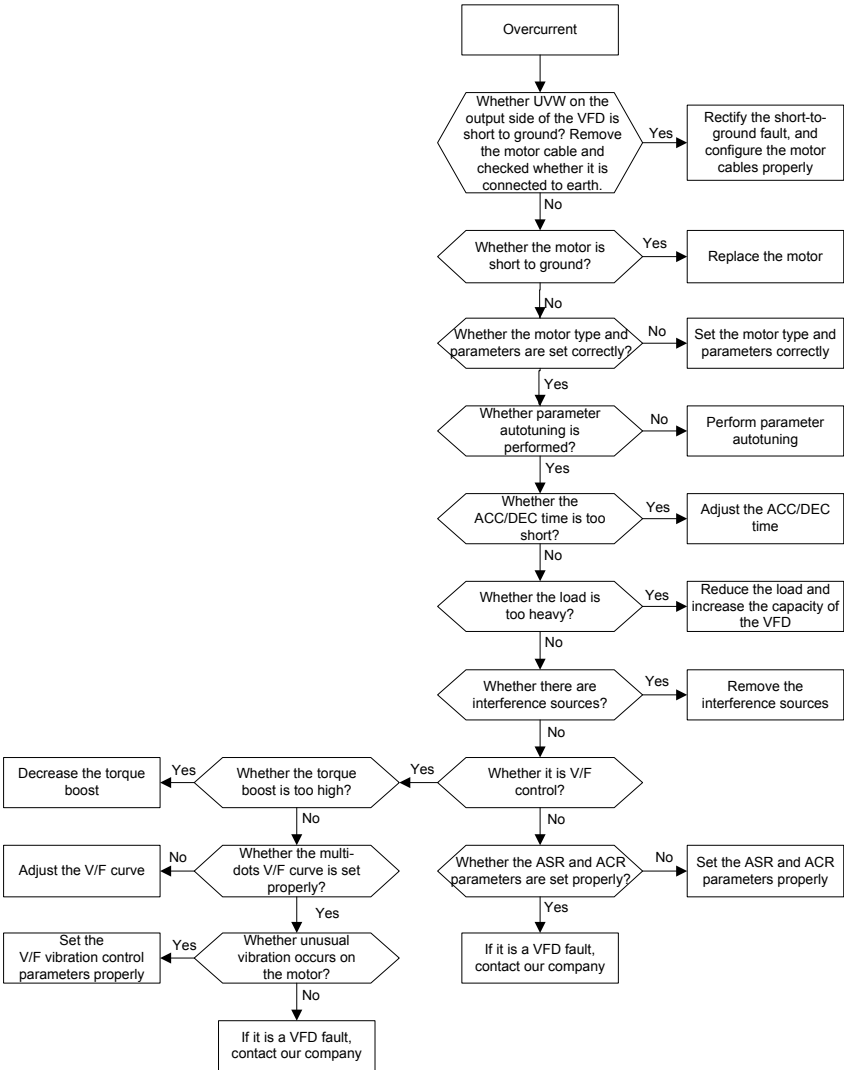 Overcurrent
Whether UVW on the
output side of the VFD is
short to ground? Remove
the motor cable and
checked whether it is
connected to earth.
Yes
Rectify the short-to-
ground fault, and
configure the motor
cables properly
No
Whether the motor is
short to ground?
Yes
Replace the motor
No
Whether the motor type and
parameters are set correctly?
No
Set the motor type and
parameters correctly
Yes
Whether parameter
autotuning is
performed?
No
Perform parameter
autotuning
Yes
Whether the
ACC/DEC time is too
short?
Yes
Adjust the ACC/DEC
time
No
Whether the load is
too heavy?
Yes
Reduce the load and
increase the capacity of
the VFD
No
Whether there are
interference sources?
Yes
Remove the
interference sources
No
Whether it is V/F
control?
Yes
Whether the torque
boost is too high?
Yes
Decrease the torque
boost
No
No
Whether the multi-
dots V/F curve is set
properly?
No
Adjust the V/F curve
Whether the ASR and ACR
parameters are set properly?
No
Set the ASR and ACR
parameters properly
Yes
Yes
Whether unusual
vibration occurs on
the motor?
Yes
Set the
V/F vibration control
parameters properly
If it is a VFD fault,
contact our company
No
If it is a VFD fault,
contact our company